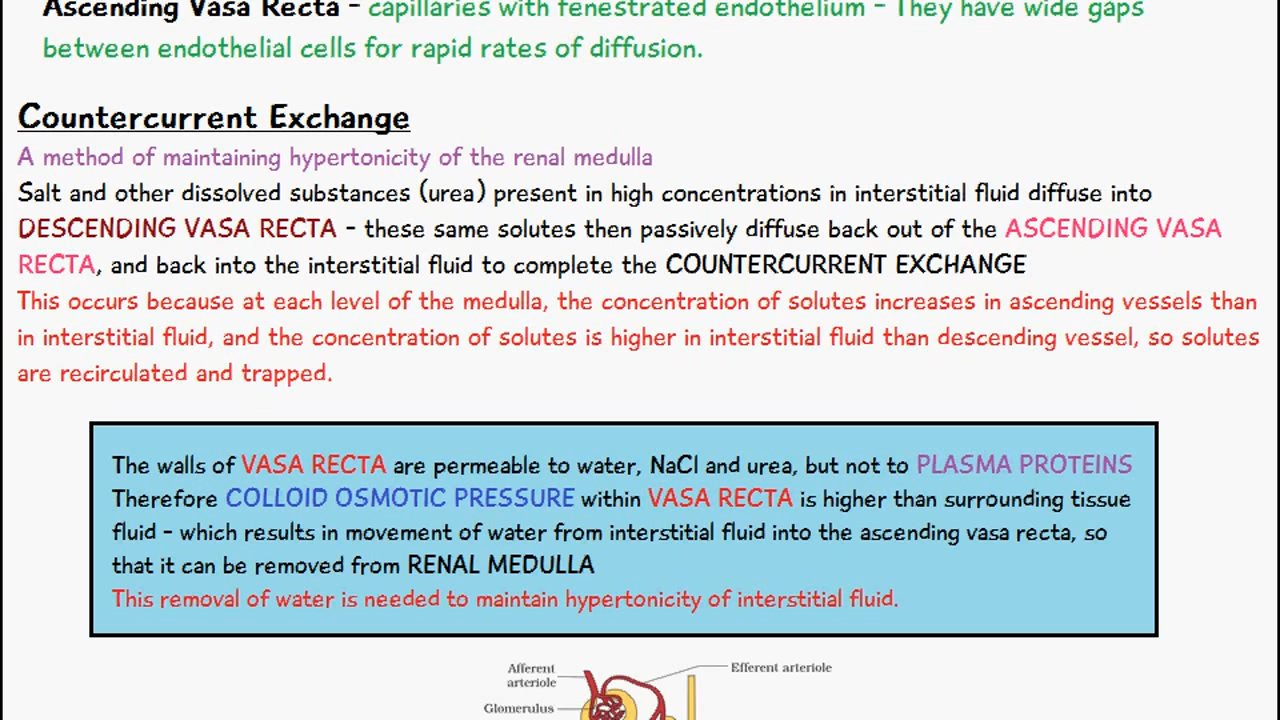 Ascending Vasa Recta - capillaries with fenestrated endothelium - They have wide gaps
between endothelial cells for rapid rates of diffusion.
Countercurrent Exchange
A method of maintaining hypertonicity of the renal medulla
Salt and other dissolved substances (urea) present in high concentrations in interstitial fluid diffuse into
DESCENDING VASA RECTA - these same solutes then passively diffuse back out of the ASCENDING VASA
RECTA, and back into the interstitial fluid to complete the COUNTERCURRENT EXCHANGE
This occurs because at each level of the medulla, the concentration of solutes increases in ascending vessels than
in interstitial fluid, and the concentration of solutes is higher in interstitial fluid than descending vessel, so solutes
are recirculated and trapped.
The walls of VASA RECTA are permeable to water, NaCl and urea, but not to PLASMA PROTEINS
Therefore COLLOID OSMOTIC PRESSURE within VASA RECTA is higher than surrounding tissue
fluid - which results in movement of water from interstitial fluid into the ascending vasa recta, so
that it can be removed from RENAL MEDULLA
This removal of water is needed to maintain hypertonicity of interstitial fluid.
Afferent
arteriole
Efferent arteriole
Glomerulus